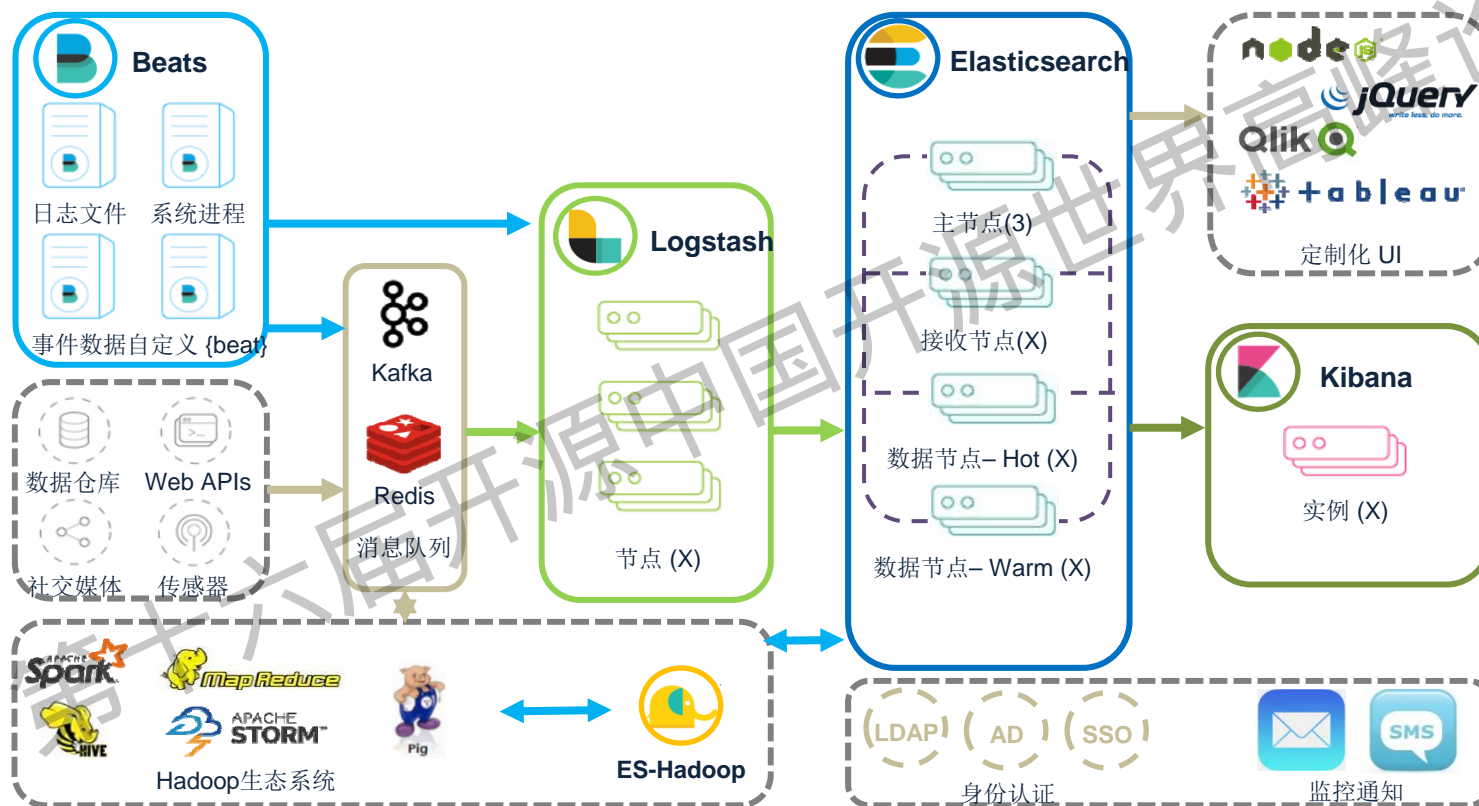 Beats
日志文件
系统进程
事件数据自定义 {beat}
数据仓库
Web APIs
社交媒体
传感器
Kafka
Redis
消息队列
Logstash
节点 (X)
Elasticsearch
主节点(3)
接收节点(X)
数据节点– Hot (X)
数据节点– Warm (X)
node
JS
jQuery
write less, do more.
Qlik
+ableau
定制化 UI
Kibana
实例 (X)
APACHE
Spark
Map Reduce
HIVE
APACHE
STORM
Pig
Hadoop生态系统
ES-Hadoop
LDAP
AD
SSO
身份认证
SMS
监控通知
第十六届开源中国开源世界高峰论